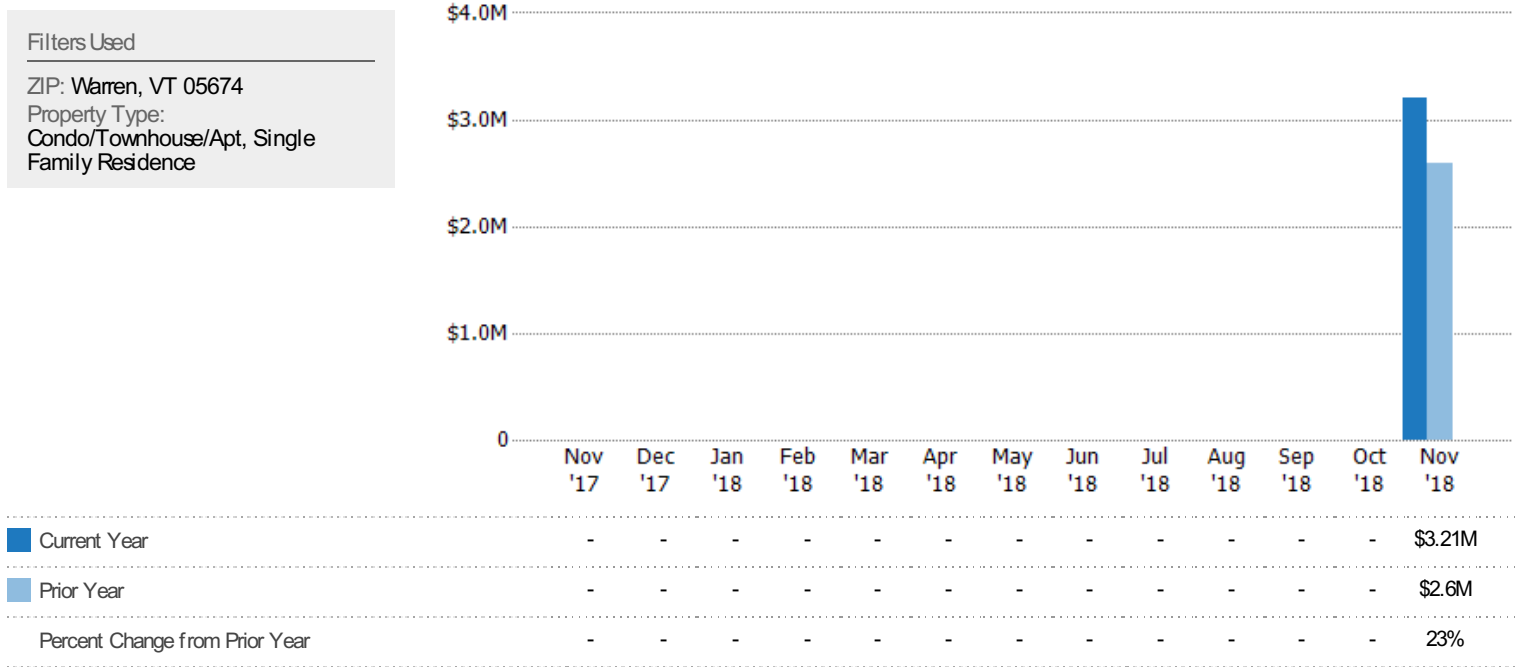 Filters Used
ZIP: Warren, VT 05674
Property Type:
Condo/Townhouse/Apt, Single
Family Residence
$4.0M
$3.0M
$2.0M
$1.0M
0
Nov Dec Jan Feb Mar Apr May Jun Jul Aug Sep Oct Nov
'17 '17 '18 '18 '18 '18 '18 '18 '18 '18 '18 '18 '18
Current Year - - - - - - - - - - - - $3.21M
Prior Year - - - - - - - - - - - - $2.6M
Percent Change from Prior Year - - - - - - - - - - - - 23%